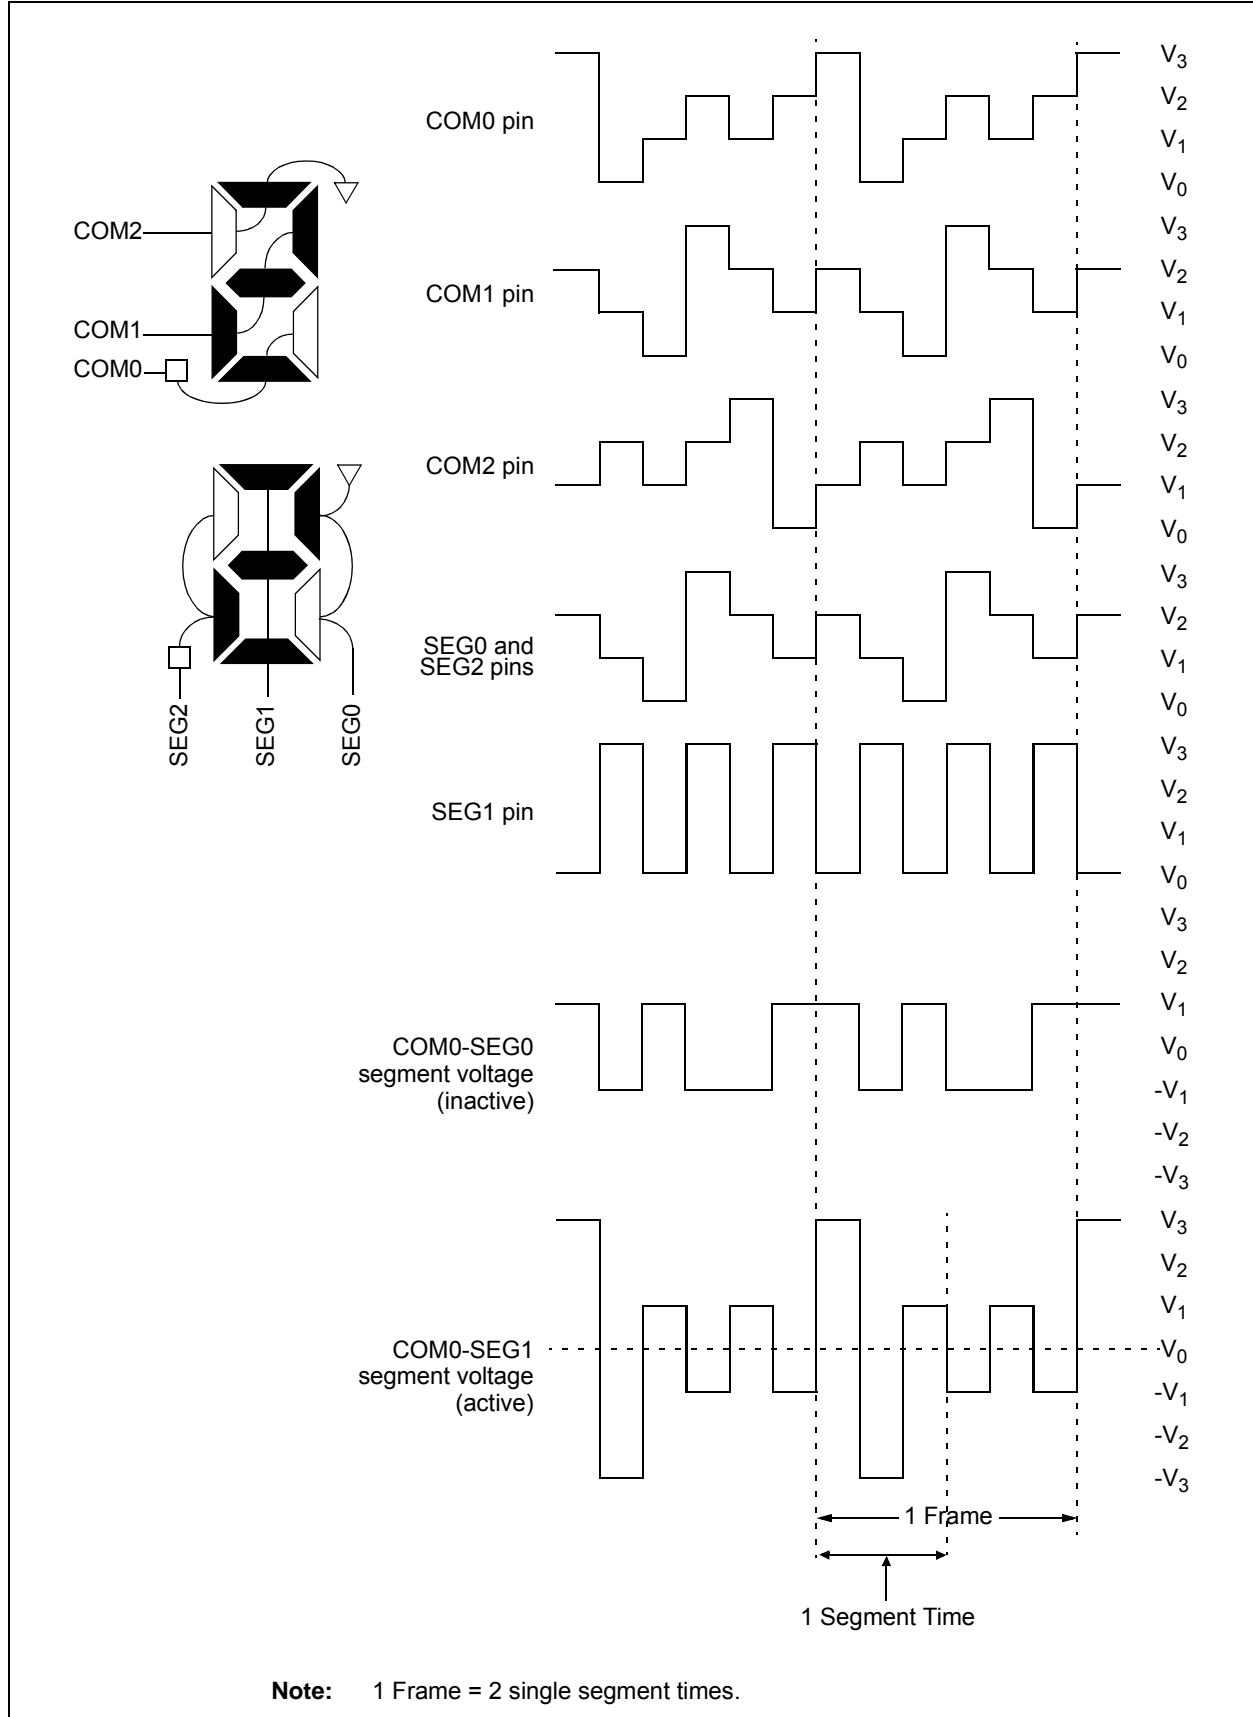 COM0 pin
V3
V2
V1
V0
COM2
COM1
COM0
COM1 pin
V3
V2
V1
V0
COM2 pin
V3
V2
V1
V0
SEG2
SEG1
SEG0
SEG0 and
SEG2 pins
V3
V2
V1
V0
SEG1 pin
V3
V2
V1
V0
COM0-SEG0
segment voltage
(inactive)
V3
V2
V1
V0
-V1
-V2
-V3
COM0-SEG1
segment voltage
(active)
V3
V2
V1
V0
-V1
-V2
-V3
1 Frame
1 Segment Time
Note: 1 Frame = 2 single segment times.